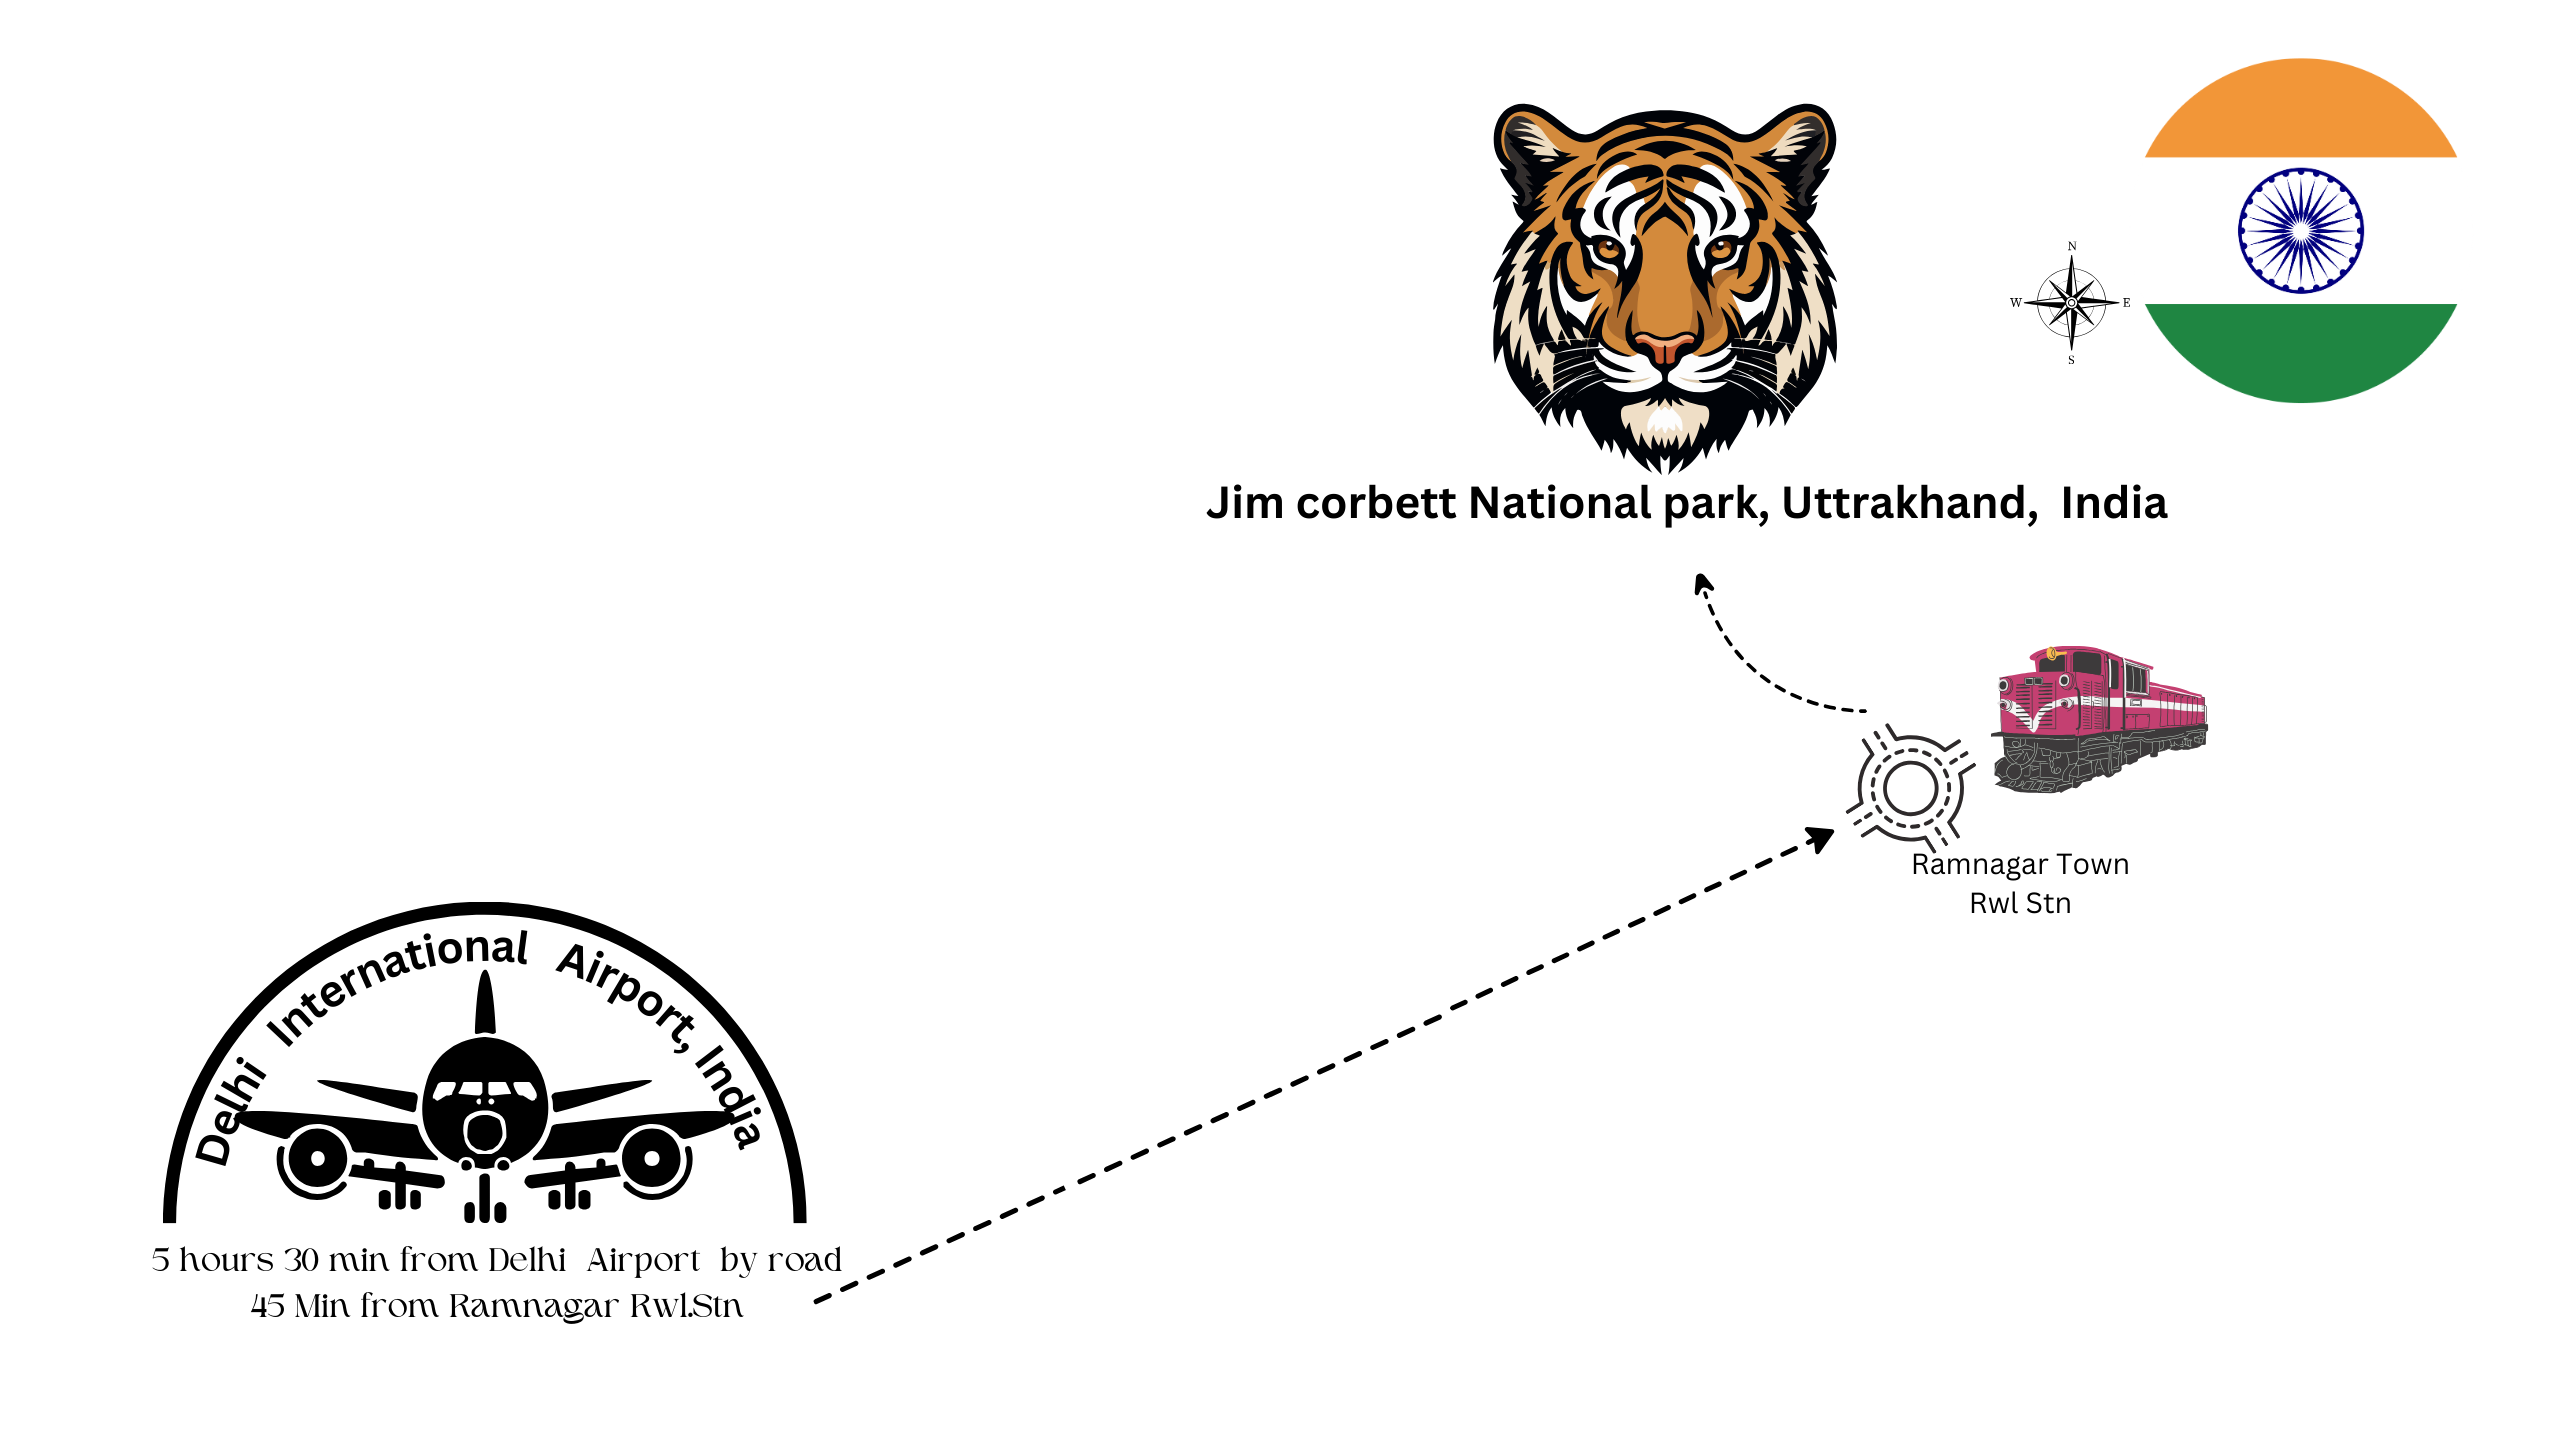 N
W E
S
Jim corbett National park, Uttrakhand, India
Ramnagar Town
Rwl Stn
Delhi International Airport, India
5 hours 30 min from Delhi Airport by road
45 Min from Ramnagar Rwl.Stn